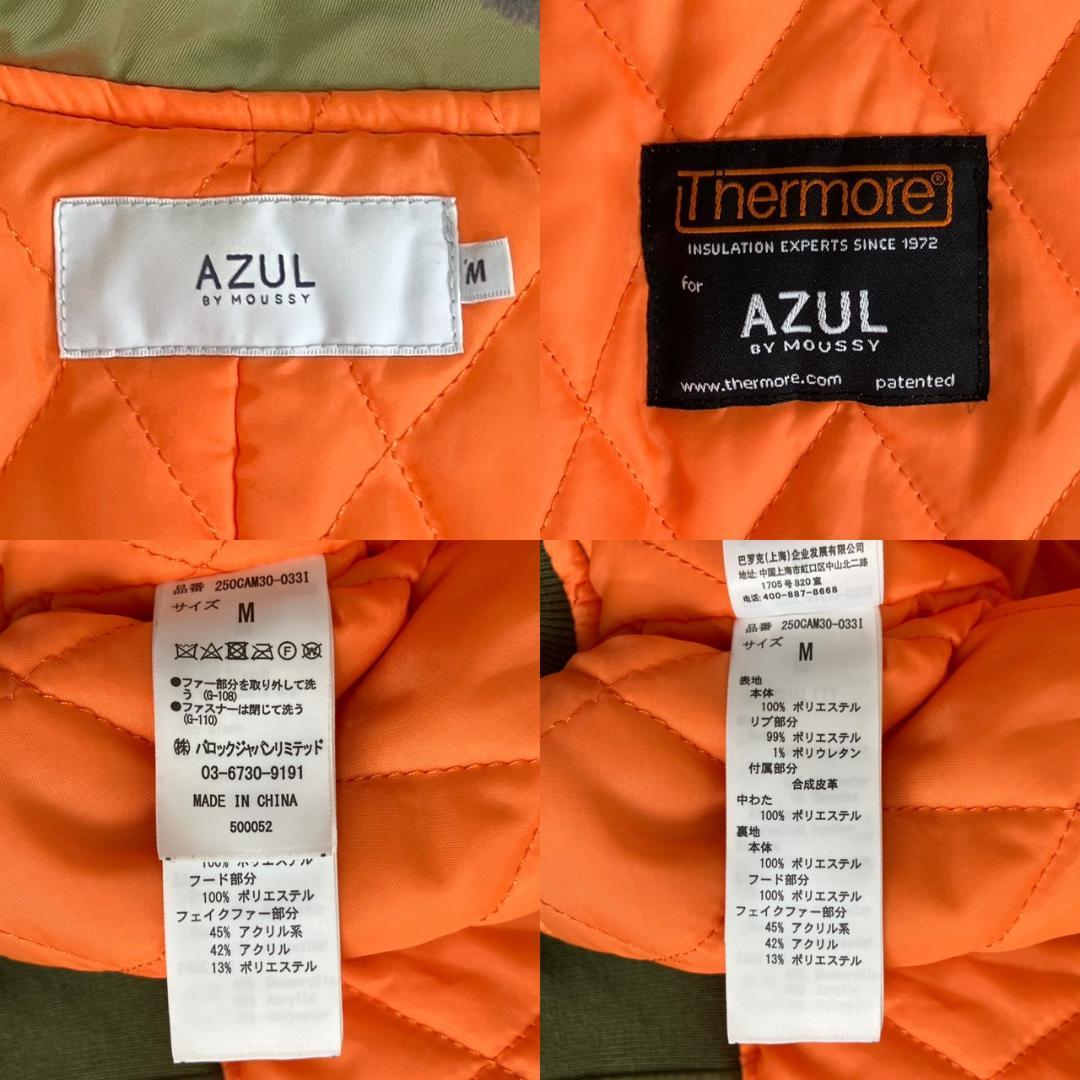 AZUL
BY MOUSSY
M
Thermore®
INSULATION EXPERTS SINCE 1972
for
AZUL
BY MOUSSY
www.thermore.com patented
品番 250CAM30-033I
サイズ
M
F W
●ファー部分を取り外して洗
う (G-108)
●ファスナーは閉じて洗う
(G-110)
㈱ バロックジャパンリミテッド
03-6730-9191
MADE IN CHINA
500052
100% ポリエステル
フード部分
100% ポリエステル
フェイクファー部分
45% アクリル系
42% アクリル
13% ポリエステル
巴罗克(上海)企业发展有限公司
地址: 中国上海市虹口区中山北二路
1705号820室
电话: 400-887-8668
品番 250CAM30-033I
サイズ
M
表地
本体
100% ポリエステル
リブ部分
99% ポリエステル
1% ポリウレタン
付属部分
合成皮革
中わた
100% ポリエステル
裏地
本体
100% ポリエステル
フード部分
100% ポリエステル
フェイクファー部分
45% アクリル系
42% アクリル
13% ポリエステル